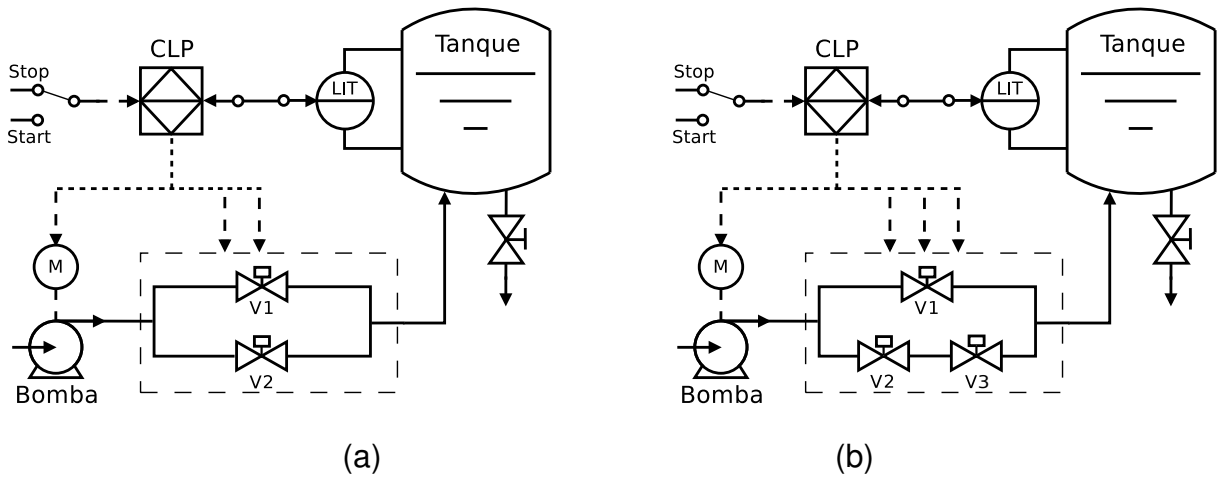 CLP
Tanque
Stop
LIT
Start
M
V1
V2
Bomba
(a)
CLP
Tanque
Stop
LIT
Start
M
V1
V2 V3
Bomba
(b)